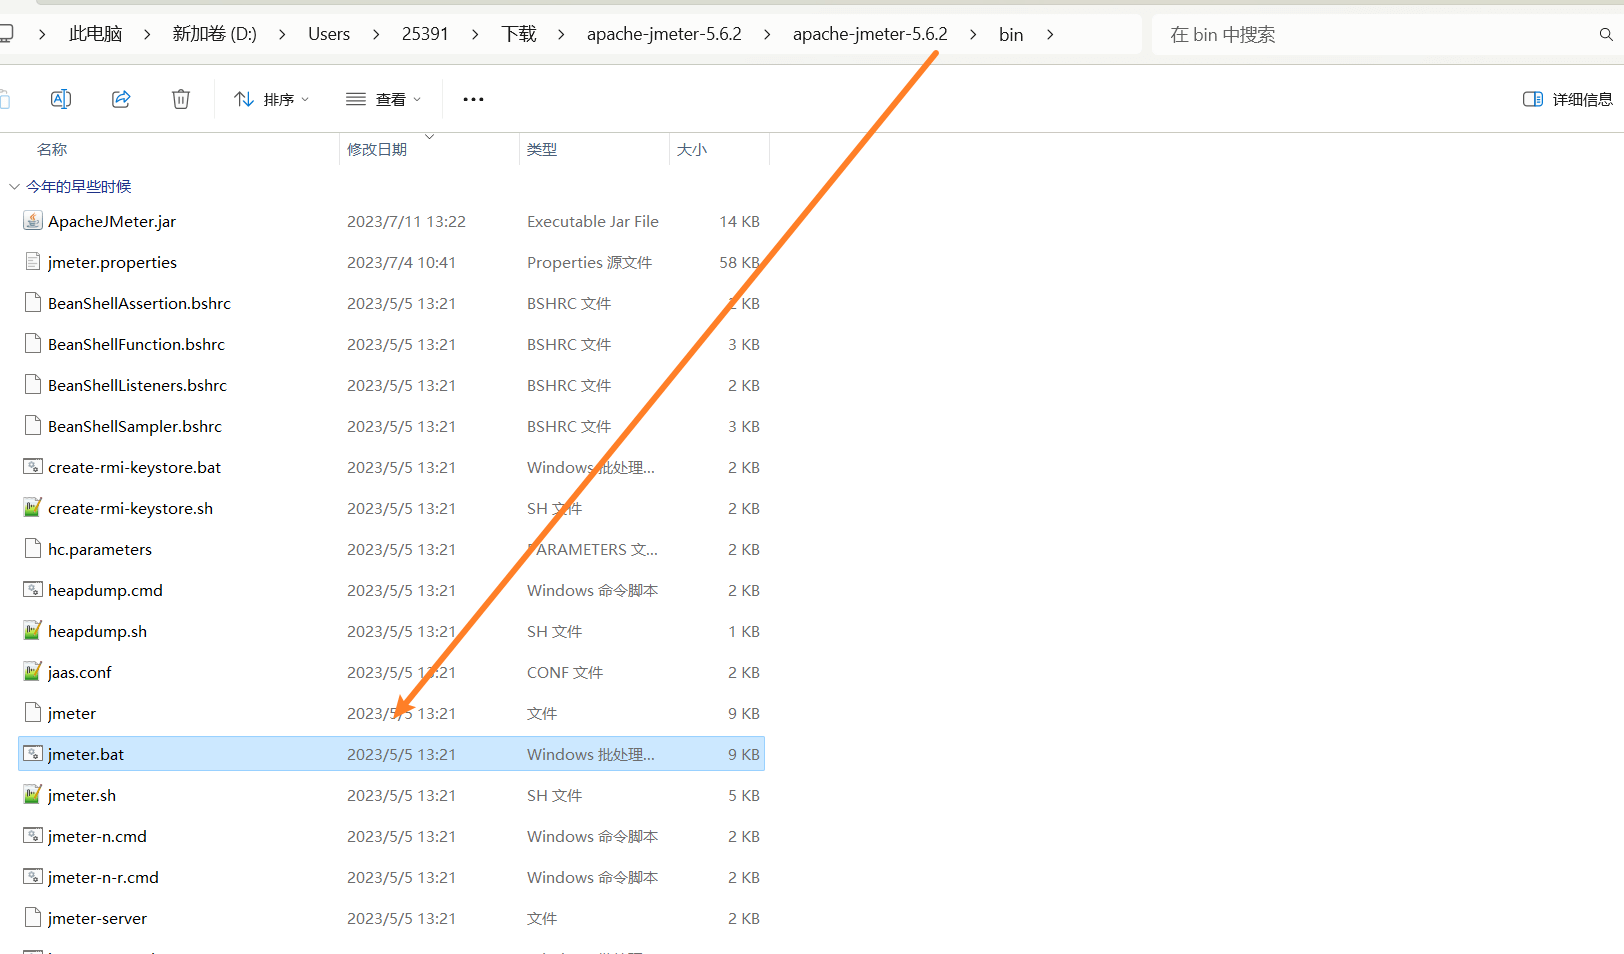 此电脑 新加卷 (D:) Users 25391 下载 apache-jmeter-5.6.2 apache-jmeter-5.6.2 bin 在 bin 中搜索
排序 查看 详细信息
名称 修改日期 类型 大小
今年的早些时候
ApacheJMeter.jar 2023/7/11 13:22 Executable Jar File 14 KB
jmeter.properties 2023/7/4 10:41 Properties 源文件 58 KB
BeanShellAssertion.bshrc 2023/5/5 13:21 BSHRC 文件 2 KB
BeanShellFunction.bshrc 2023/5/5 13:21 BSHRC 文件 3 KB
BeanShellListeners.bshrc 2023/5/5 13:21 BSHRC 文件 2 KB
BeanShellSampler.bshrc 2023/5/5 13:21 BSHRC 文件 3 KB
create-rmi-keystore.bat 2023/5/5 13:21 Windows 批处理... 2 KB
create-rmi-keystore.sh 2023/5/5 13:21 SH 文件 2 KB
hc.parameters 2023/5/5 13:21 PARAMETERS 文... 2 KB
heapdump.cmd 2023/5/5 13:21 Windows 命令脚本 2 KB
heapdump.sh 2023/5/5 13:21 SH 文件 1 KB
jaas.conf 2023/5/5 13:21 CONF 文件 2 KB
jmeter 2023/5/5 13:21 文件 9 KB
jmeter.bat 2023/5/5 13:21 Windows 批处理... 9 KB
jmeter.sh 2023/5/5 13:21 SH 文件 5 KB
jmeter-n.cmd 2023/5/5 13:21 Windows 命令脚本 2 KB
jmeter-n-r.cmd 2023/5/5 13:21 Windows 命令脚本 2 KB
jmeter-server 2023/5/5 13:21 文件 2 KB